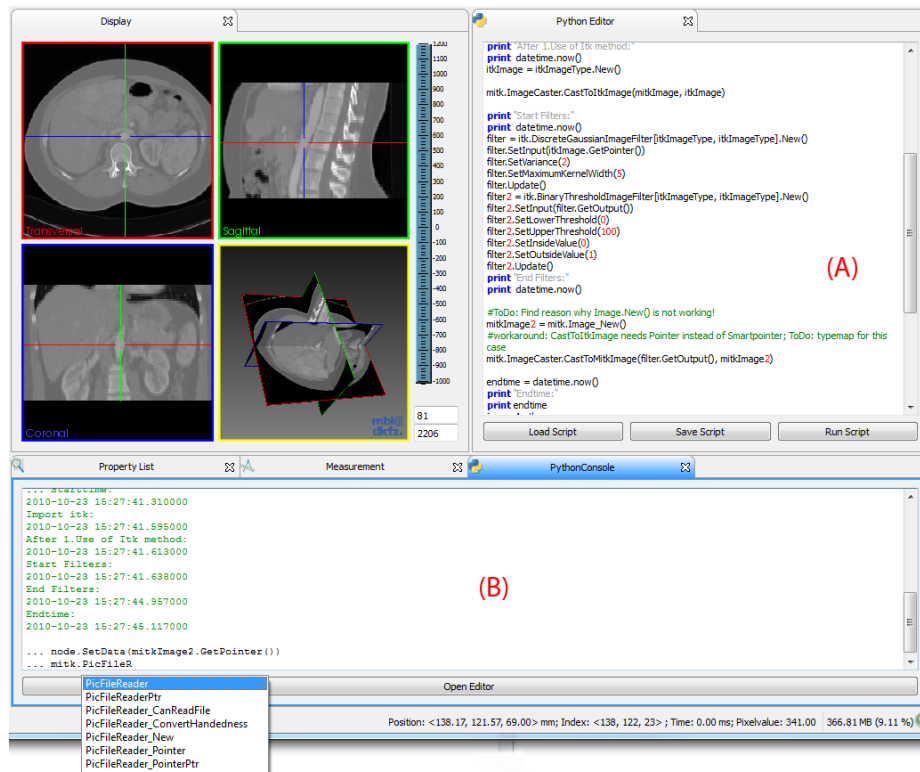 Display
Python Editor
Transversal
Sagittal
Coronal
mbi@
dkfz.
1200
1100
1000
900
800
700
600
500
400
300
200
100
0
-100
-200
-300
-400
-500
-600
-700
-800
-900
-1000
81
2206
print "After 1.Use of Itk method:"
print datetime.now()
itkImage = itkImageType.New()
mitk.ImageCaster.CastToItkImage(mitkImage, itkImage)
print "Start Filters:"
print datetime.now()
filter = itk.DiscreteGaussianImageFilter[itkImageType, itkImageType].New()
filter.SetInput(itkImage.GetPointer())
filter.SetVariance(2)
filter.SetMaximumKernelWidth(5)
filter.Update()
filter2 = itk.BinaryThresholdImageFilter[itkImageType, itkImageType].New()
filter2.SetInput(filter.GetOutput())
filter2.SetLowerThreshold(0)
filter2.SetUpperThreshold(100)
filter2.SetInsideValue(0)
filter2.SetOutsideValue(1)
filter2.Update()
print "End Filters:"
print datetime.now()
#ToDo: Find reason why Image.New() is not working!
mitkImage2 = mitk.Image_New()
#workaround: CastToItkImage needs Pointer instead of Smartpointer; ToDo: typemap for this
case
mitk.ImageCaster.CastToMitkImage(filter.GetOutput(), mitkImage2)
endtime = datetime.now()
print "Endtime:"
print endtime
(A)
Load Script
Save Script
Run Script
Property List
Measurement
PythonConsole
... Starttime:
2010-10-23 15:27:41.310000
Import itk:
2010-10-23 15:27:41.595000
After 1.Use of Itk method:
2010-10-23 15:27:41.613000
Start Filters:
2010-10-23 15:27:41.638000
End Filters:
2010-10-23 15:27:44.957000
Endtime:
2010-10-23 15:27:45.117000
... node.SetData(mitkImage2.GetPointer())
... mitk.PicFileR
(B)
Open Editor
PicFileReader
PicFileReaderPtr
PicFileReader_CanReadFile
PicFileReader_ConvertHandedness
PicFileReader_New
PicFileReader_Pointer
PicFileReader_PointerPtr
Position: <138.17, 121.57, 69.00> mm; Index: <138, 122, 23> ; Time: 0.00 ms; Pixelvalue: 341.00
366.81 MB (9.11 %)